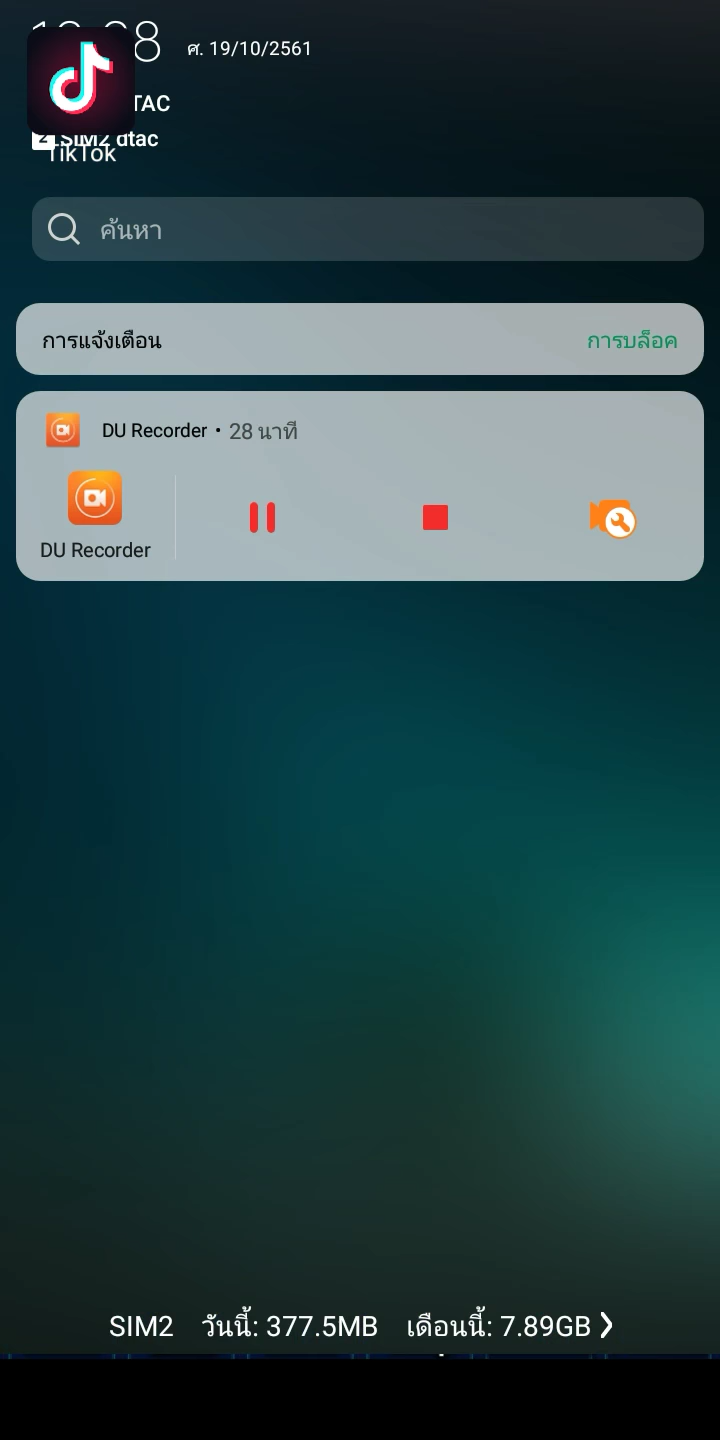 8 ศ. 19/10/2561
TAC
SIM2 dtac
TikTok
ค้นหา
การแจ้งเตือน การบล็อค
DU Recorder • 28 นาที
DU Recorder
SIM2 วันนี้: 377.5MB เดือนนี้: 7.89GB